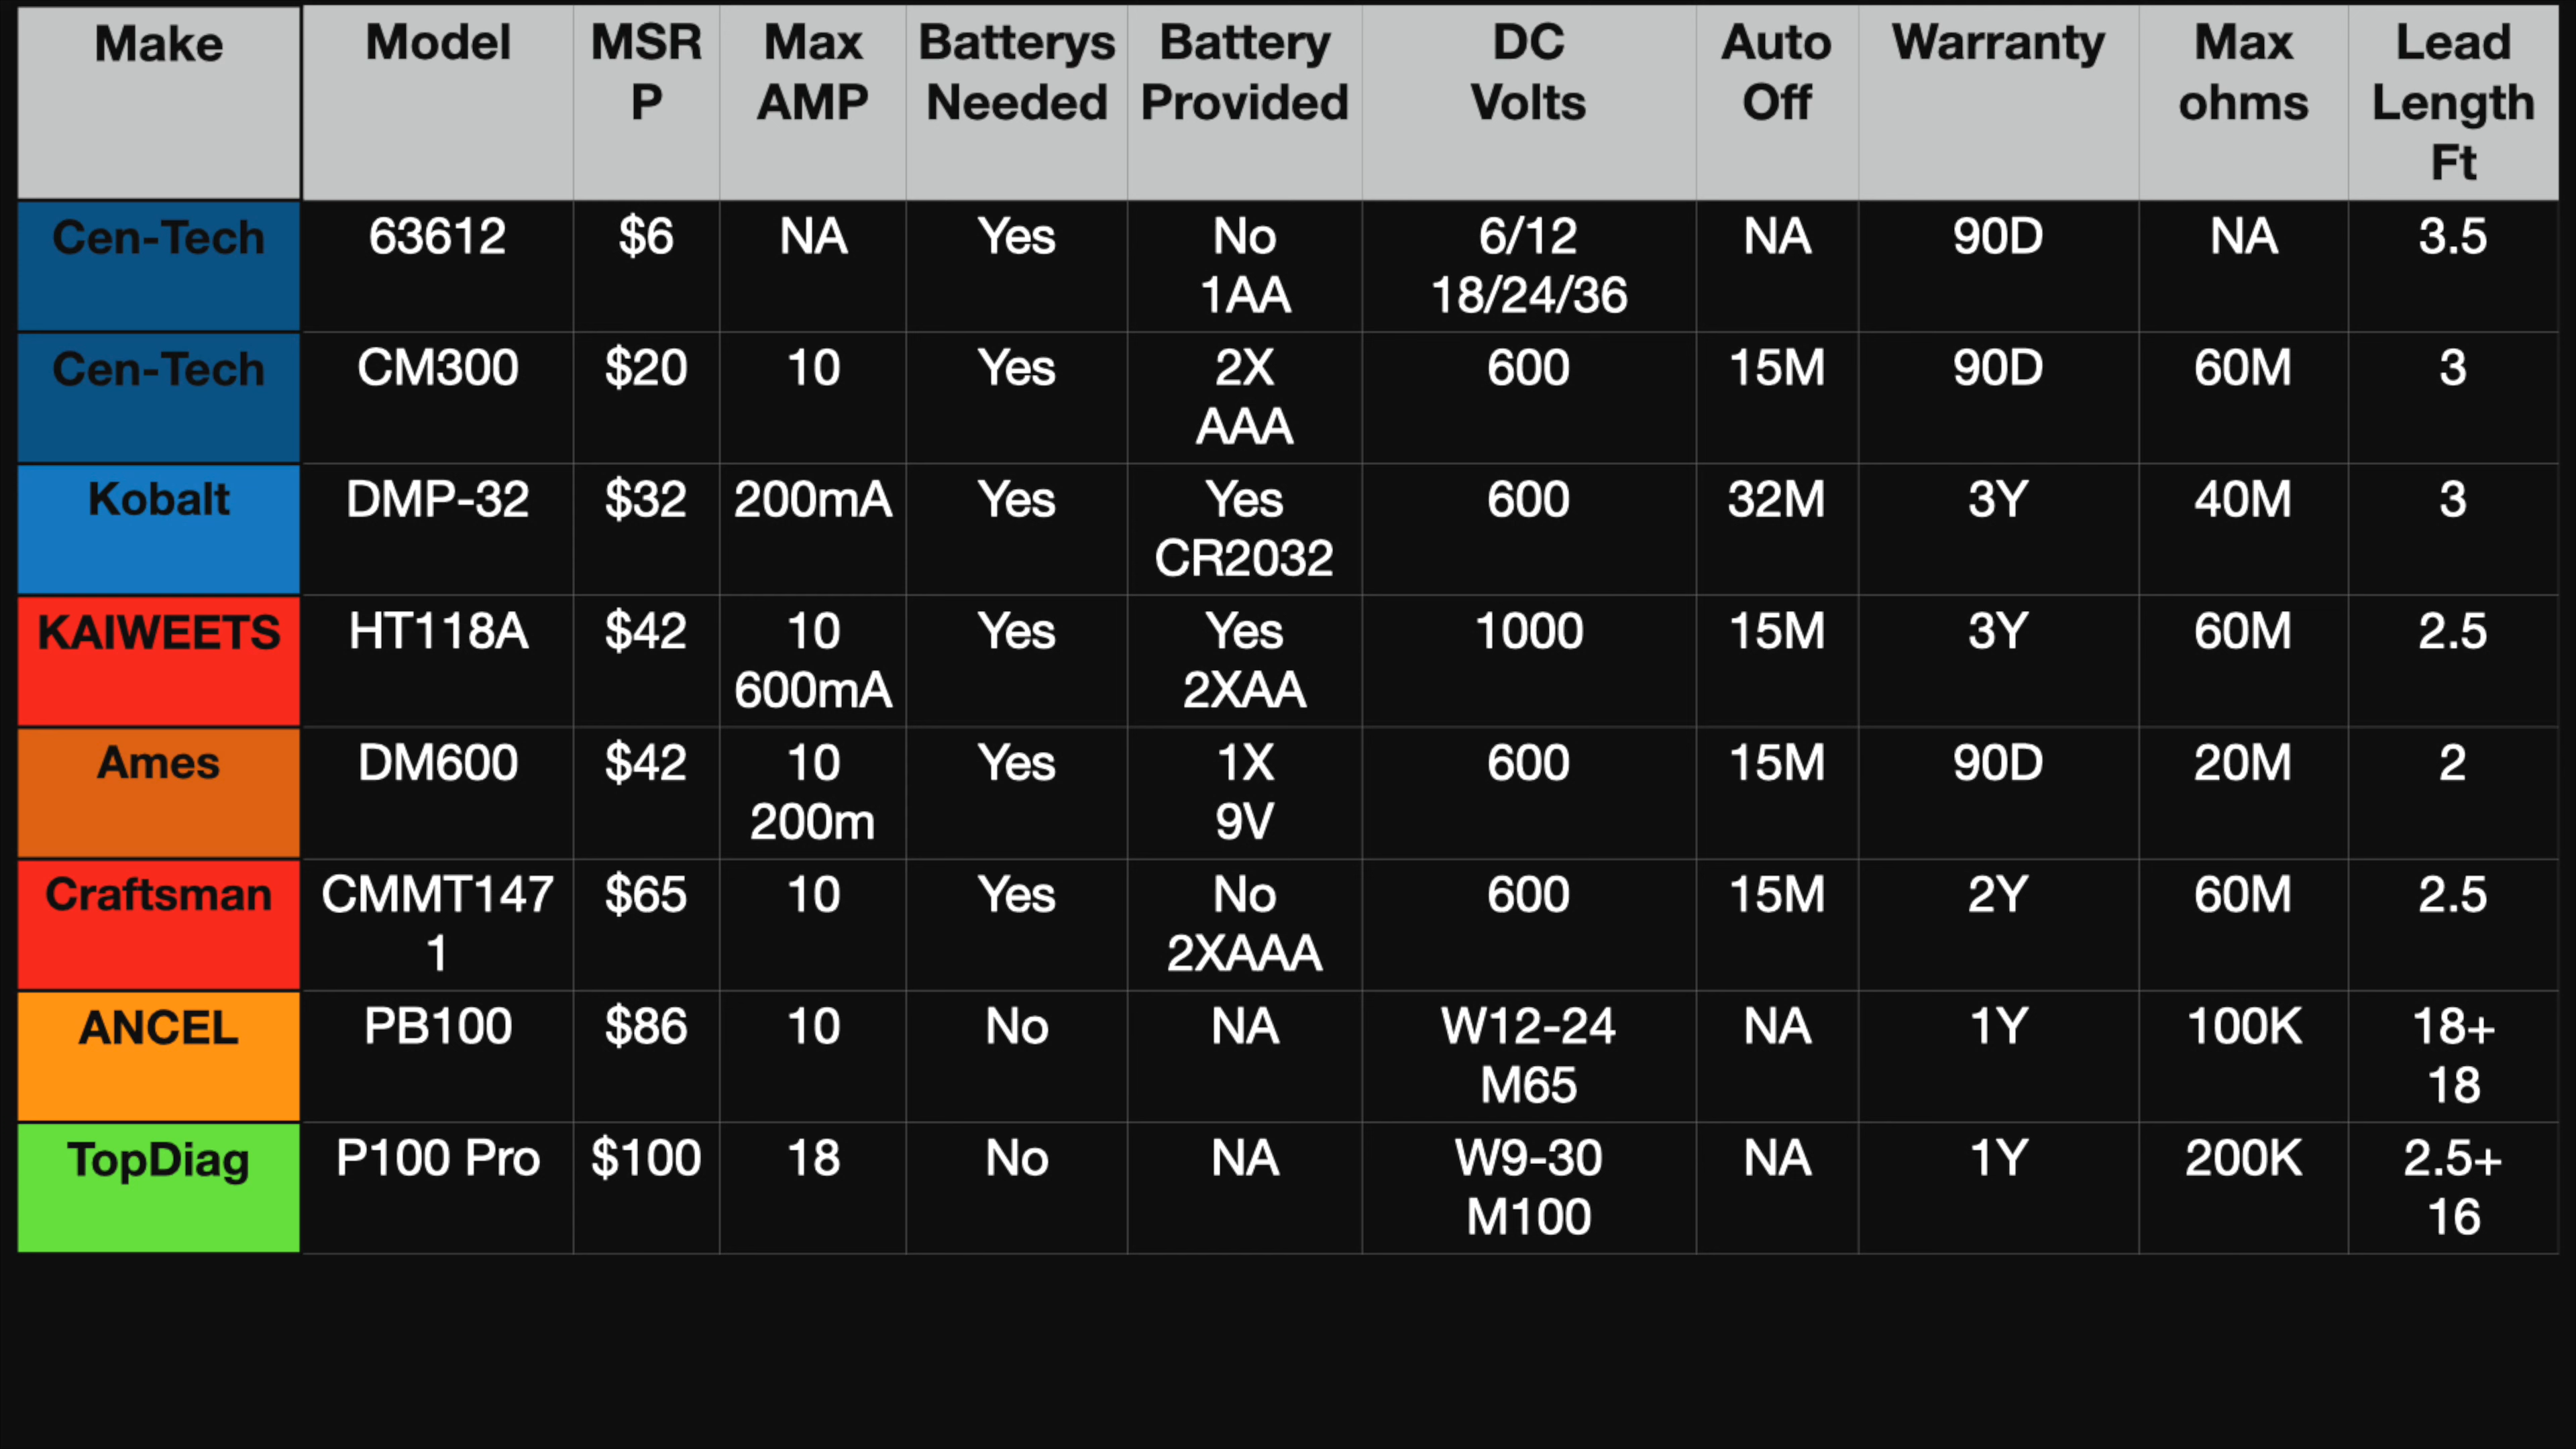 Make Model MSR Max Batterys Battery DC Auto Warranty Max Lead
P AMP Needed Provided Volts Off ohms Length
Ft
Cen-Tech 63612 $6 NA Yes No 6/12 NA 90D NA 3.5
1AA 18/24/36
Cen-Tech CM300 $20 10 Yes 2X 600 15M 90D 60M 3
AAA
Kobalt DMP-32 $32 200mA Yes Yes 600 32M 3Y 40M 3
CR2032
KAIWEETS HT118A $42 10 Yes Yes 1000 15M 3Y 60M 2.5
600mA 2XAA
Ames DM600 $42 10 Yes 1X 600 15M 90D 20M 2
200m 9V
Craftsman CMMT147 $65 10 Yes No 600 15M 2Y 60M 2.5
1 2XAAA
ANCEL PB100 $86 10 No NA W12-24 NA 1Y 100K 18+
M65 18
TopDiag P100 Pro $100 18 No NA W9-30 NA 1Y 200K 2.5+
M100 16